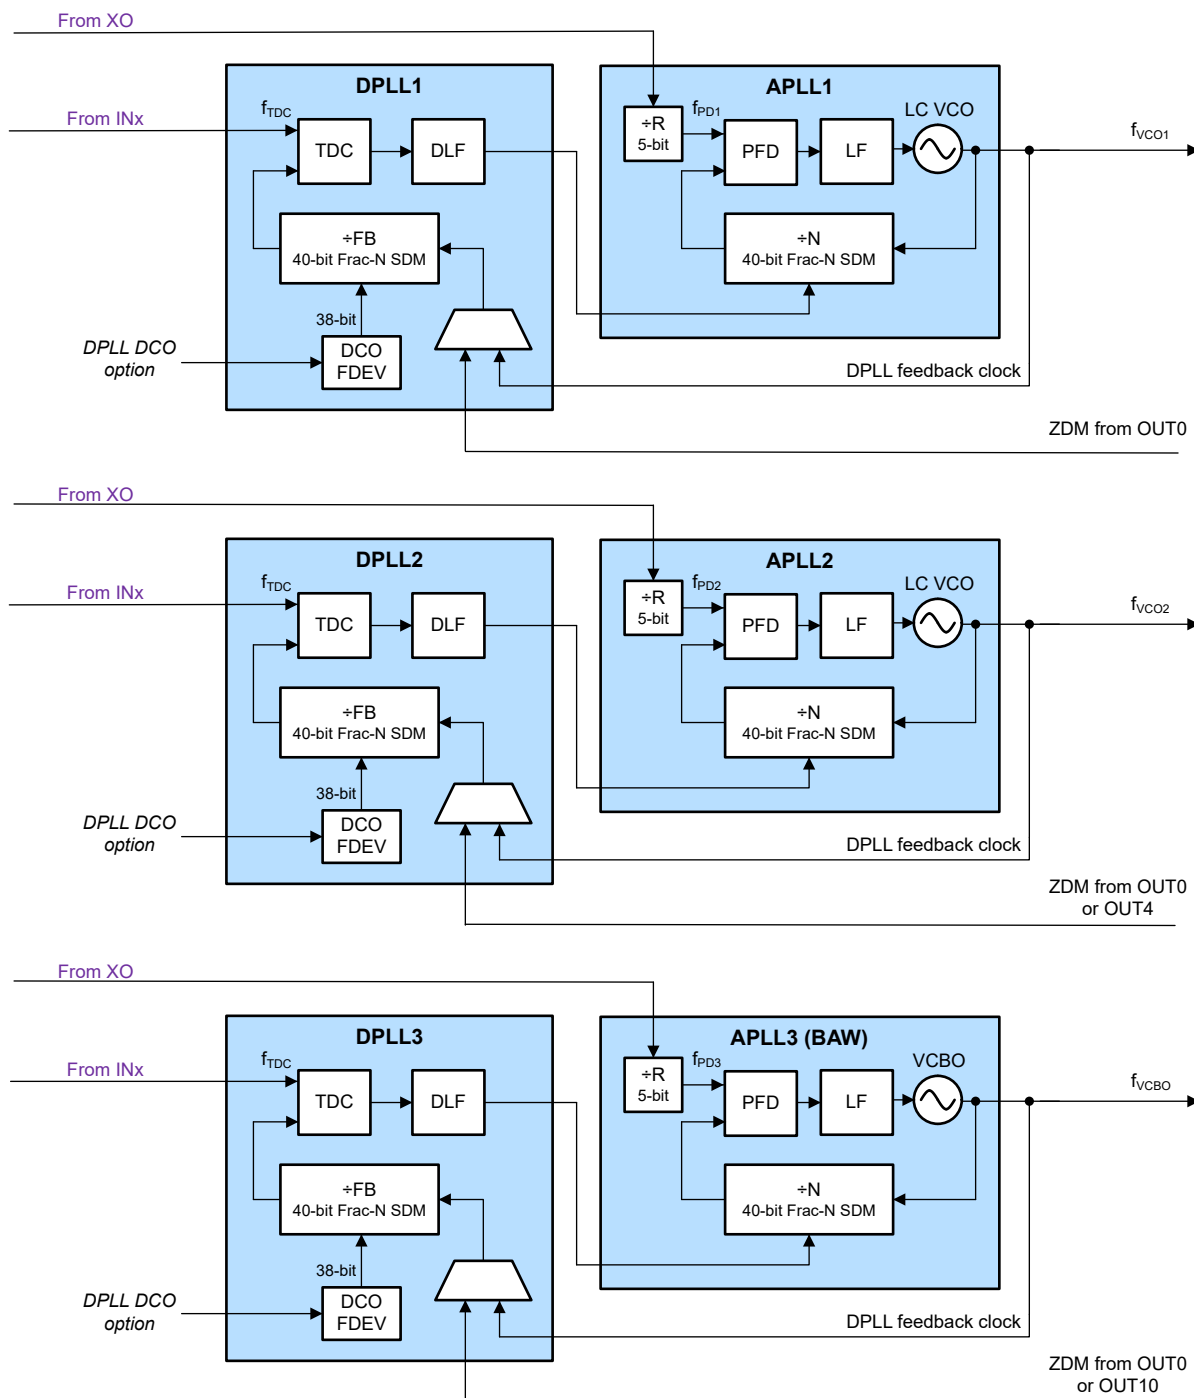 From XO
DPLL1
APLL1
From INx
fTDC
TDC
DLF
÷R
5-bit
fPD1
PFD
LF
LC VCO
fVCO1
÷FB
40-bit Frac-N SDM
÷N
40-bit Frac-N SDM
38-bit
DPLL DCO
option
DCO
FDEV
DPLL feedback clock
ZDM from OUT0
From XO
DPLL2
APLL2
From INx
fTDC
TDC
DLF
÷R
5-bit
fPD2
PFD
LF
LC VCO
fVCO2
÷FB
40-bit Frac-N SDM
÷N
40-bit Frac-N SDM
38-bit
DPLL DCO
option
DCO
FDEV
DPLL feedback clock
ZDM from OUT0
or OUT4
From XO
DPLL3
APLL3 (BAW)
From INx
fTDC
TDC
DLF
÷R
5-bit
fPD3
PFD
LF
VCBO
fVCBO
÷FB
40-bit Frac-N SDM
÷N
40-bit Frac-N SDM
38-bit
DPLL DCO
option
DCO
FDEV
DPLL feedback clock
ZDM from OUT0
or OUT10